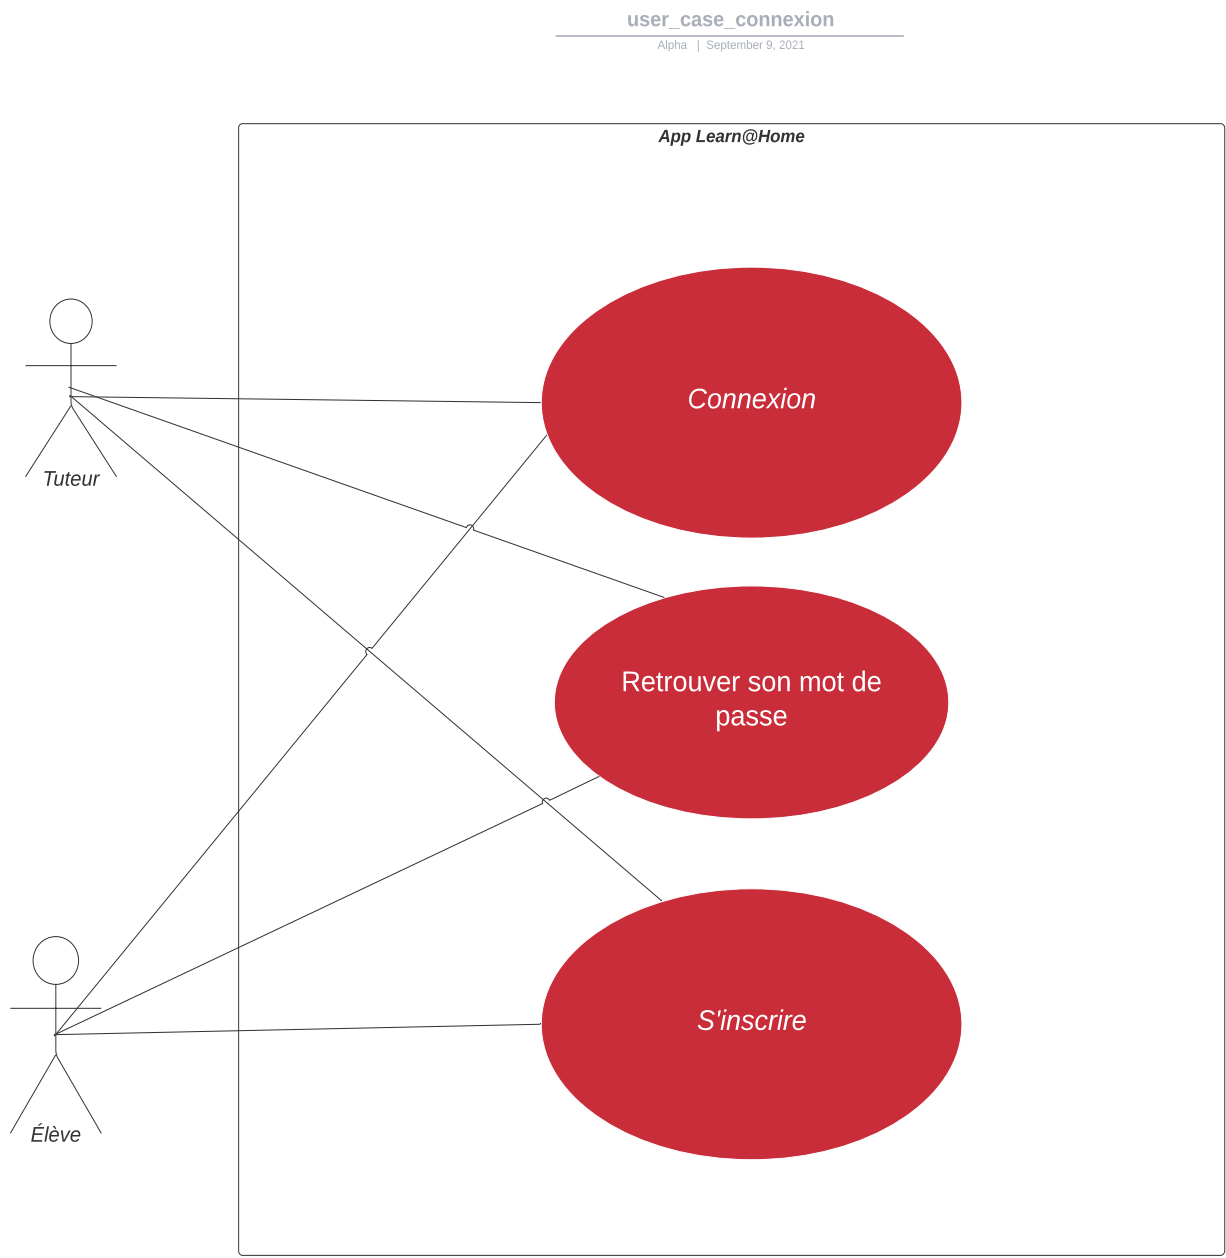 user_case_connexion
Alpha | September 9, 2021
App Learn@Home
Connexion
Tuteur
Retrouver son mot de
passe
S'inscrire
Élève